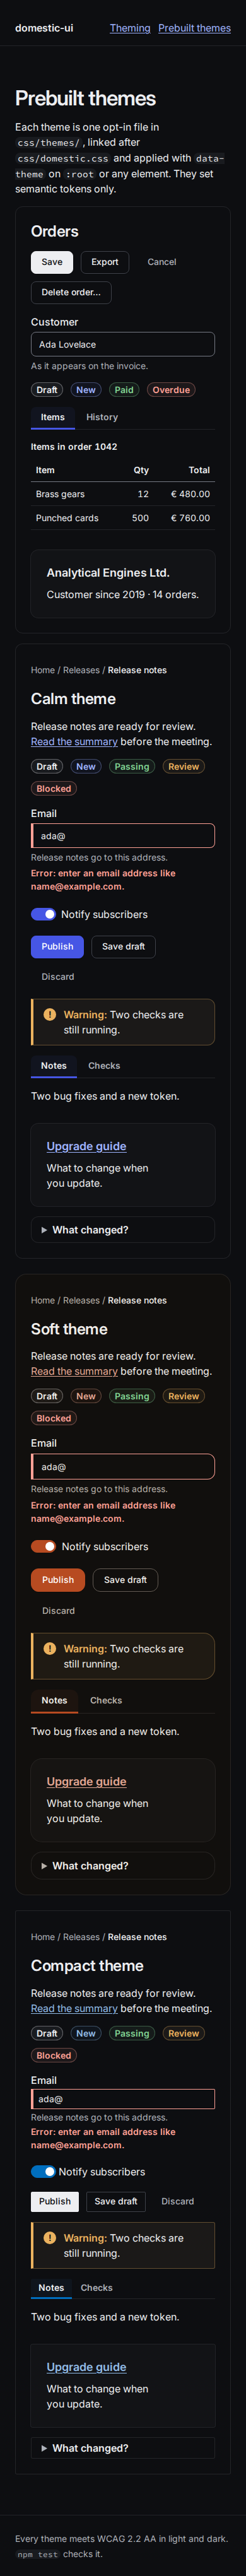 domestic-ui Theming Prebuilt themes
Prebuilt themes
Each theme is one opt-in file in
css/themes/, linked after
css/domestic.css and applied with data-
theme on :root or any element. They set
semantic tokens only.
Orders
Save Export Cancel
Delete order…
Customer
Ada Lovelace
As it appears on the invoice.
Draft New Paid Overdue
Items History
Items in order 1042
Item Qty Total
Brass gears 12 € 480.00
Punched cards 500 € 760.00
Analytical Engines Ltd.
Customer since 2019 · 14 orders.
Home / Releases / Release notes
Calm theme
Release notes are ready for review.
Read the summary before the meeting.
Draft New Passing Review
Blocked
Email
ada@
Release notes go to this address.
Error: enter an email address like
name@example.com.
Notify subscribers
Publish Save draft
Discard
Warning: Two checks are
still running.
Notes Checks
Two bug fixes and a new token.
Upgrade guide
What to change when
you update.
What changed?
Home / Releases / Release notes
Soft theme
Release notes are ready for review.
Read the summary before the meeting.
Draft New Passing Review
Blocked
Email
ada@
Release notes go to this address.
Error: enter an email address like
name@example.com.
Notify subscribers
Publish Save draft
Discard
Warning: Two checks are
still running.
Notes Checks
Two bug fixes and a new token.
Upgrade guide
What to change when
you update.
What changed?
Home / Releases / Release notes
Compact theme
Release notes are ready for review.
Read the summary before the meeting.
Draft New Passing Review
Blocked
Email
ada@
Release notes go to this address.
Error: enter an email address like
name@example.com.
Notify subscribers
Publish Save draft Discard
Warning: Two checks are
still running.
Notes Checks
Two bug fixes and a new token.
Upgrade guide
What to change when
you update.
What changed?
Every theme meets WCAG 2.2 AA in light and dark.
npm test checks it.